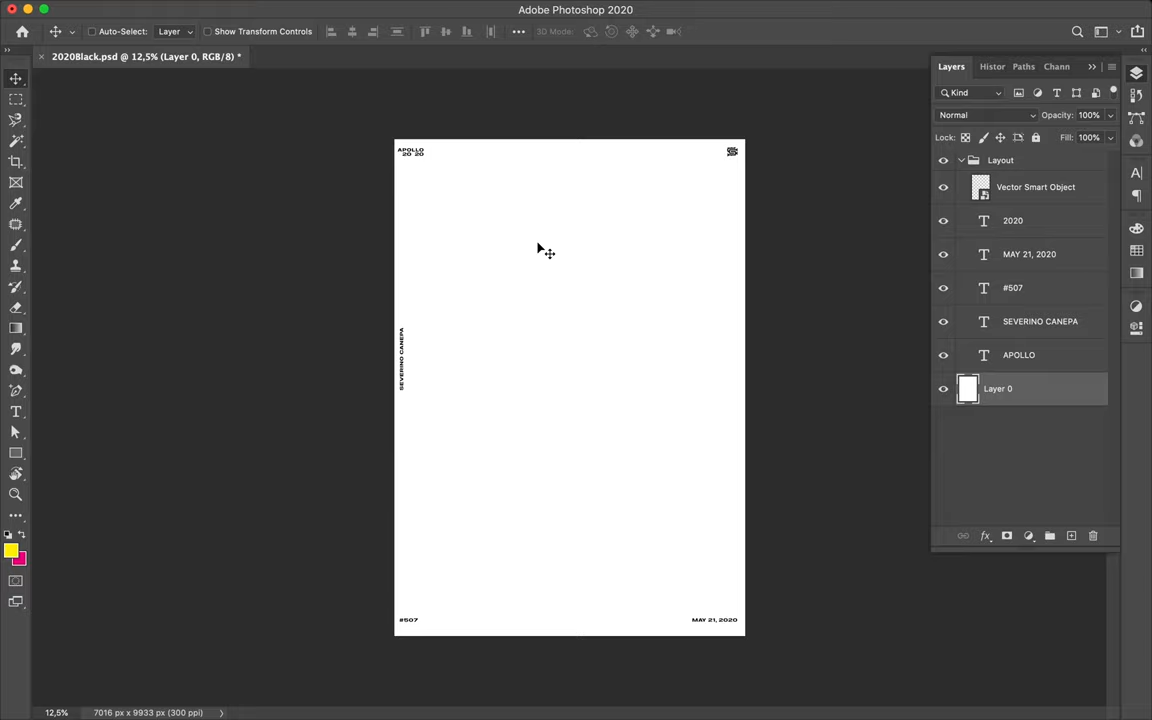 Adobe Photoshop 2020
Auto-Select: Layer Show Transform Controls 3D Mode:
2020Black.psd @ 12,5% (Layer 0, RGB/8) *
Layers Histor Paths Chann
Kind
Normal Opacity: 100%
Lock: Fill: 100%
Layout
Vector Smart Object
2020
MAY 21, 2020
#507
SEVERINO CANEPA
APOLLO
Layer 0
APOLLO
20 20
SEVERINO CANEPA
#507
MAY 21, 2020
12,5% 7016 px x 9933 px (300 ppi)